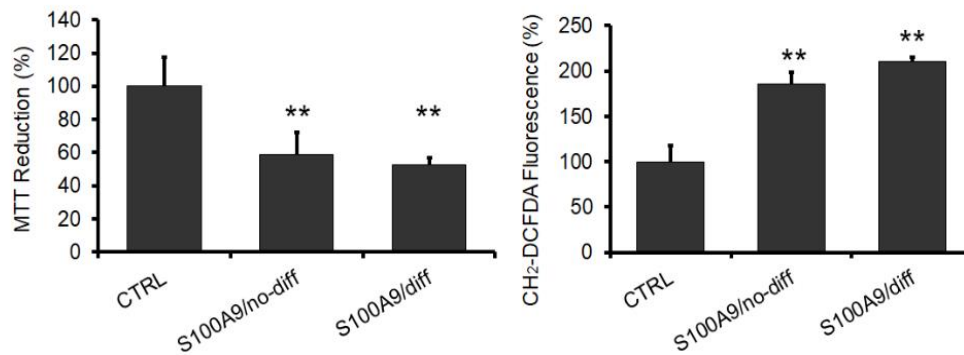 MTT Reduction (%)
140
120
100
80
60
40
20
0
**
**
CTRL
S100A9/no-diff
S100A9/diff
CH2-DCFDA Fluorescence (%)
250
200
150
100
50
0
**
**
CTRL
S100A9/no-diff
S100A9/diff